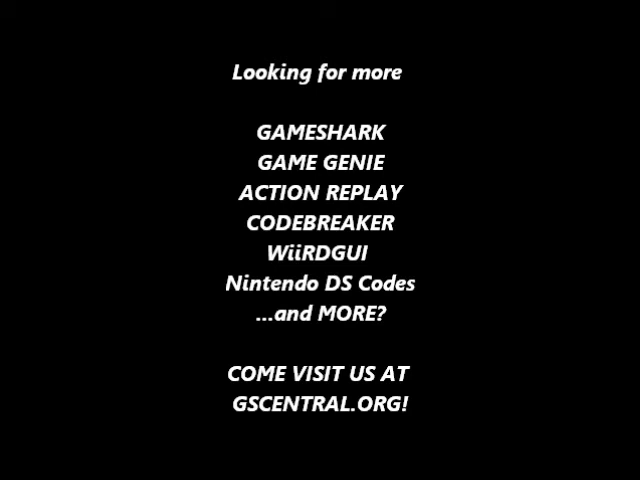 Looking for more
GAMESHARK
GAME GENIE
ACTION REPLAY
CODEBREAKER
WiiRDGUI
Nintendo DS Codes
...and MORE?
COME VISIT US AT
GSCENTRAL.ORG!